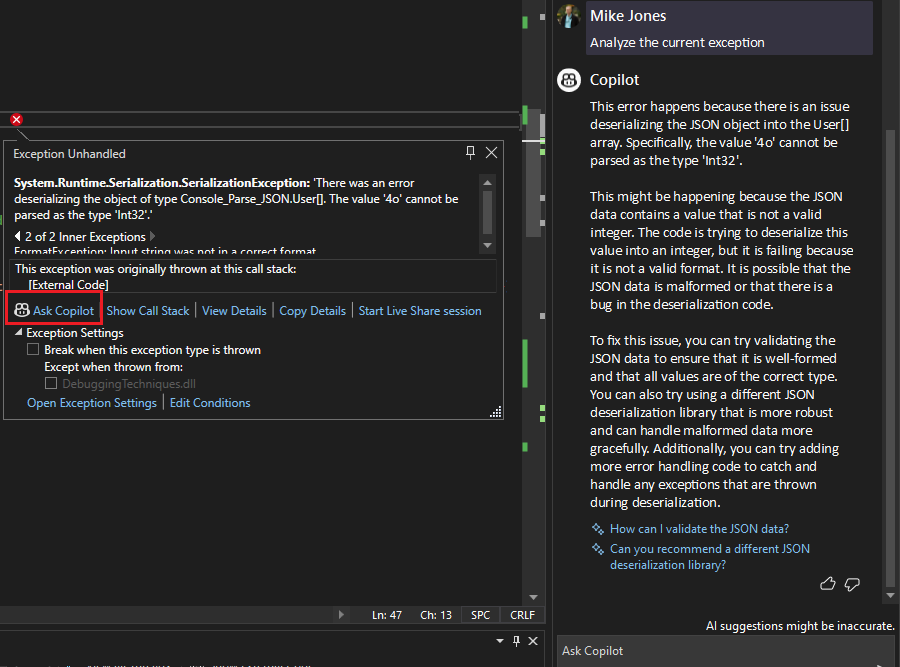 Mike Jones
Analyze the current exception
Copilot
This error happens because there is an issue
deserializing the JSON object into the User[]
array. Specifically, the value '4o' cannot be
parsed as the type 'Int32'.
This might be happening because the JSON
data contains a value that is not a valid
integer. The code is trying to deserialize this
value into an integer, but it is failing because
it is not a valid format. It is possible that the
JSON data is malformed or that there is a
bug in the deserialization code.
To fix this issue, you can try validating the
JSON data to ensure that it is well-formed
and that all values are of the correct type.
You can also try using a different JSON
deserialization library that is more robust
and can handle malformed data more
gracefully. Additionally, you can try adding
more error handling code to catch and
handle any exceptions that are thrown
during deserialization.
How can I validate the JSON data?
Can you recommend a different JSON
deserialization library?
AI suggestions might be inaccurate.
Ask Copilot
Exception Unhandled
System.Runtime.Serialization.SerializationException: 'There was an error
deserializing the object of type Console_Parse_JSON.User[]. The value '4o' cannot be
parsed as the type 'Int32'.'
2 of 2 Inner Exceptions
FormatException: Input string was not in a correct format
This exception was originally thrown at this call stack:
[External Code]
Ask Copilot Show Call Stack | View Details | Copy Details | Start Live Share session
Exception Settings
Break when this exception type is thrown
Except when thrown from:
DebuggingTechniques.dll
Open Exception Settings | Edit Conditions
Ln: 47 Ch: 13 SPC CRLF